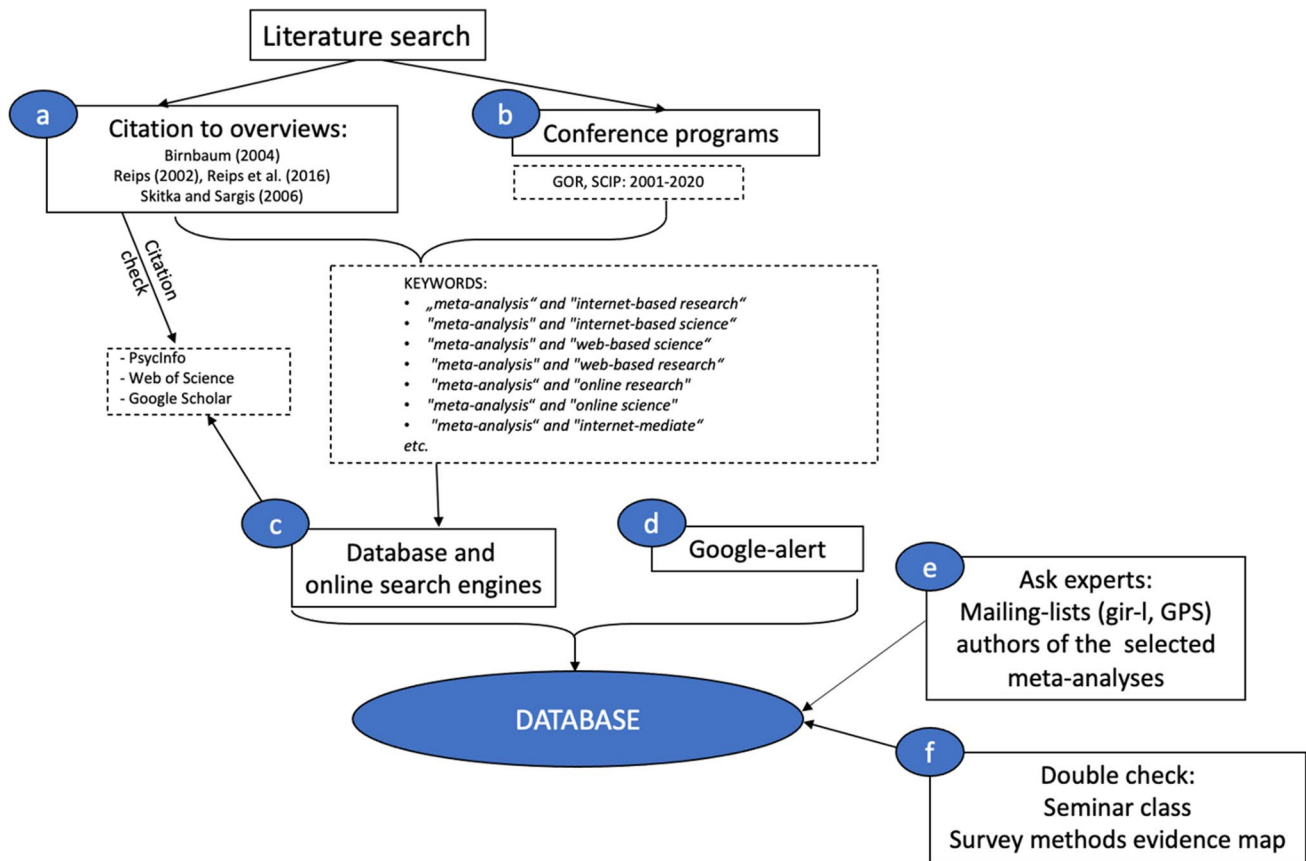 Literature search
a
Citation to overviews:
Birnbaum (2004)
Reips (2002), Reips et al. (2016)
Skitka and Sargis (2006)
b
Conference programs
GOR, SCIP: 2001-2020
Citation
check
- PsycInfo
- Web of Science
- Google Scholar
KEYWORDS:
• „meta-analysis“ and "internet-based research“
• "meta-analysis" and "internet-based science“
• "meta-analysis" and "web-based science“
• "meta-analysis" and "web-based research“
• "meta-analysis“ and "online research"
• "meta-analysis“ and "online science"
• "meta-analysis“ and "internet-mediate“
etc.
c
Database and
online search engines
d
Google-alert
e
Ask experts:
Mailing-lists (gir-l, GPS)
authors of the selected
meta-analyses
DATABASE
f
Double check:
Seminar class
Survey methods evidence map